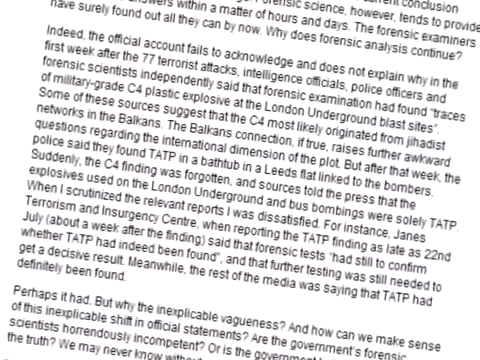 current conclusion
answers within a matter of hours and days. The forensic examiners
Forensic science, however, tends to provide
have surely found out all they can by now. Why does forensic analysis continue?
Indeed, the official account fails to acknowledge and does not explain why in the
first week after the 77 terrorist attacks, intelligence officials, police officers and
forensic scientists independently said that forensic examination had found "traces
of military-grade C4 plastic explosive at the London Underground blast sites".
Some of these sources suggest that the C4 most likely originated from jihadist
networks in the Balkans. The Balkans connection, if true, raises further awkward
questions regarding the international dimension of the plot. But after that week, the
police said they found TATP in a bathtub in a Leeds flat linked to the bombers.
Suddenly, the C4 finding was forgotten, and sources told the press that the
explosives used on the London Underground and bus bombings were solely TATP.
When I scrutinized the relevant reports I was dissatisfied. For instance, Janes
Terrorism and Insurgency Centre, when reporting the TATP finding as late as 22nd
July (about a week after the finding) said that forensic tests "had still to confirm
whether TATP had indeed been found", and that further testing was still needed to
get a decisive result. Meanwhile, the rest of the media was saying that TATP had
definitely been found.
Perhaps it had. But why the inexplicable vagueness? And how can we make sense
of this inexplicable shift in official statements? Are the government's forensic
scientists horrendously incompetent? Or is the government
the truth? We may never know